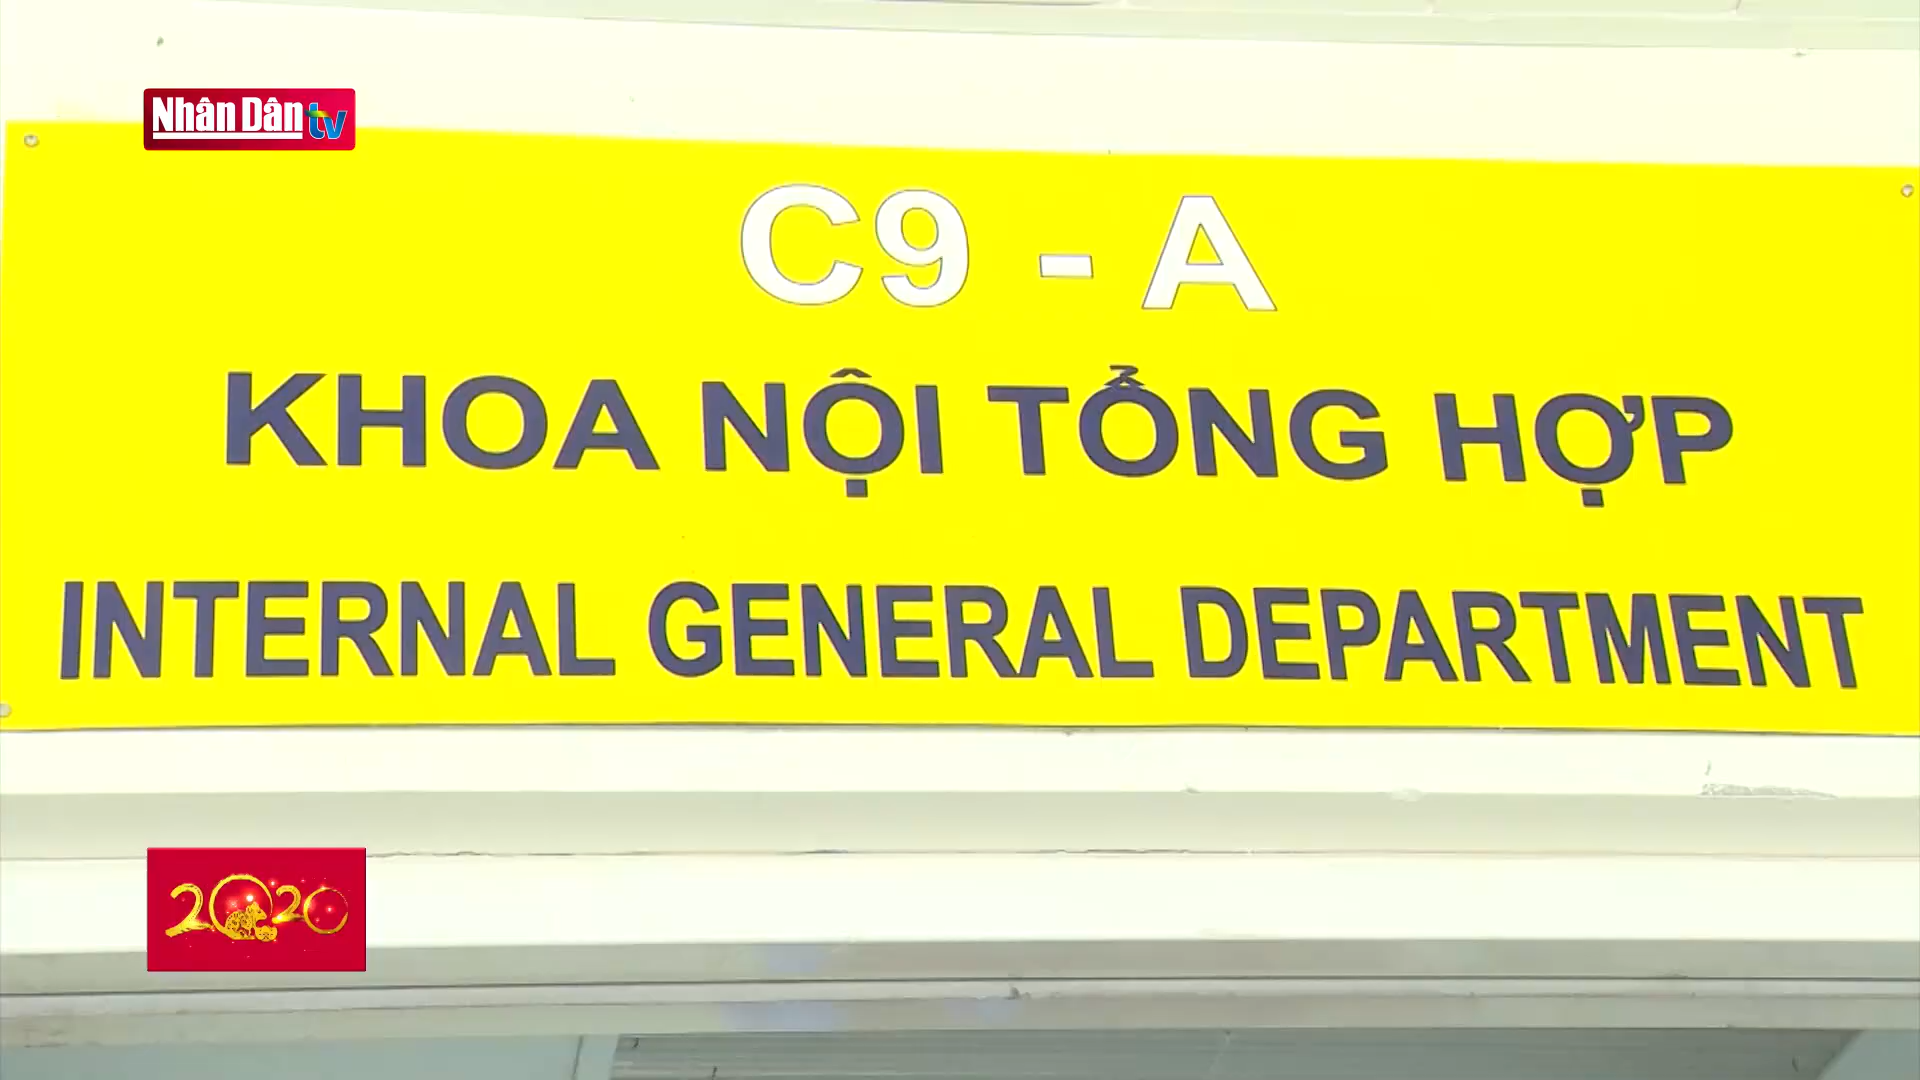 Nhân Dân tv
C9 - A
KHOA NỘI TỔNG HỢP
INTERNAL GENERAL DEPARTMENT
2020